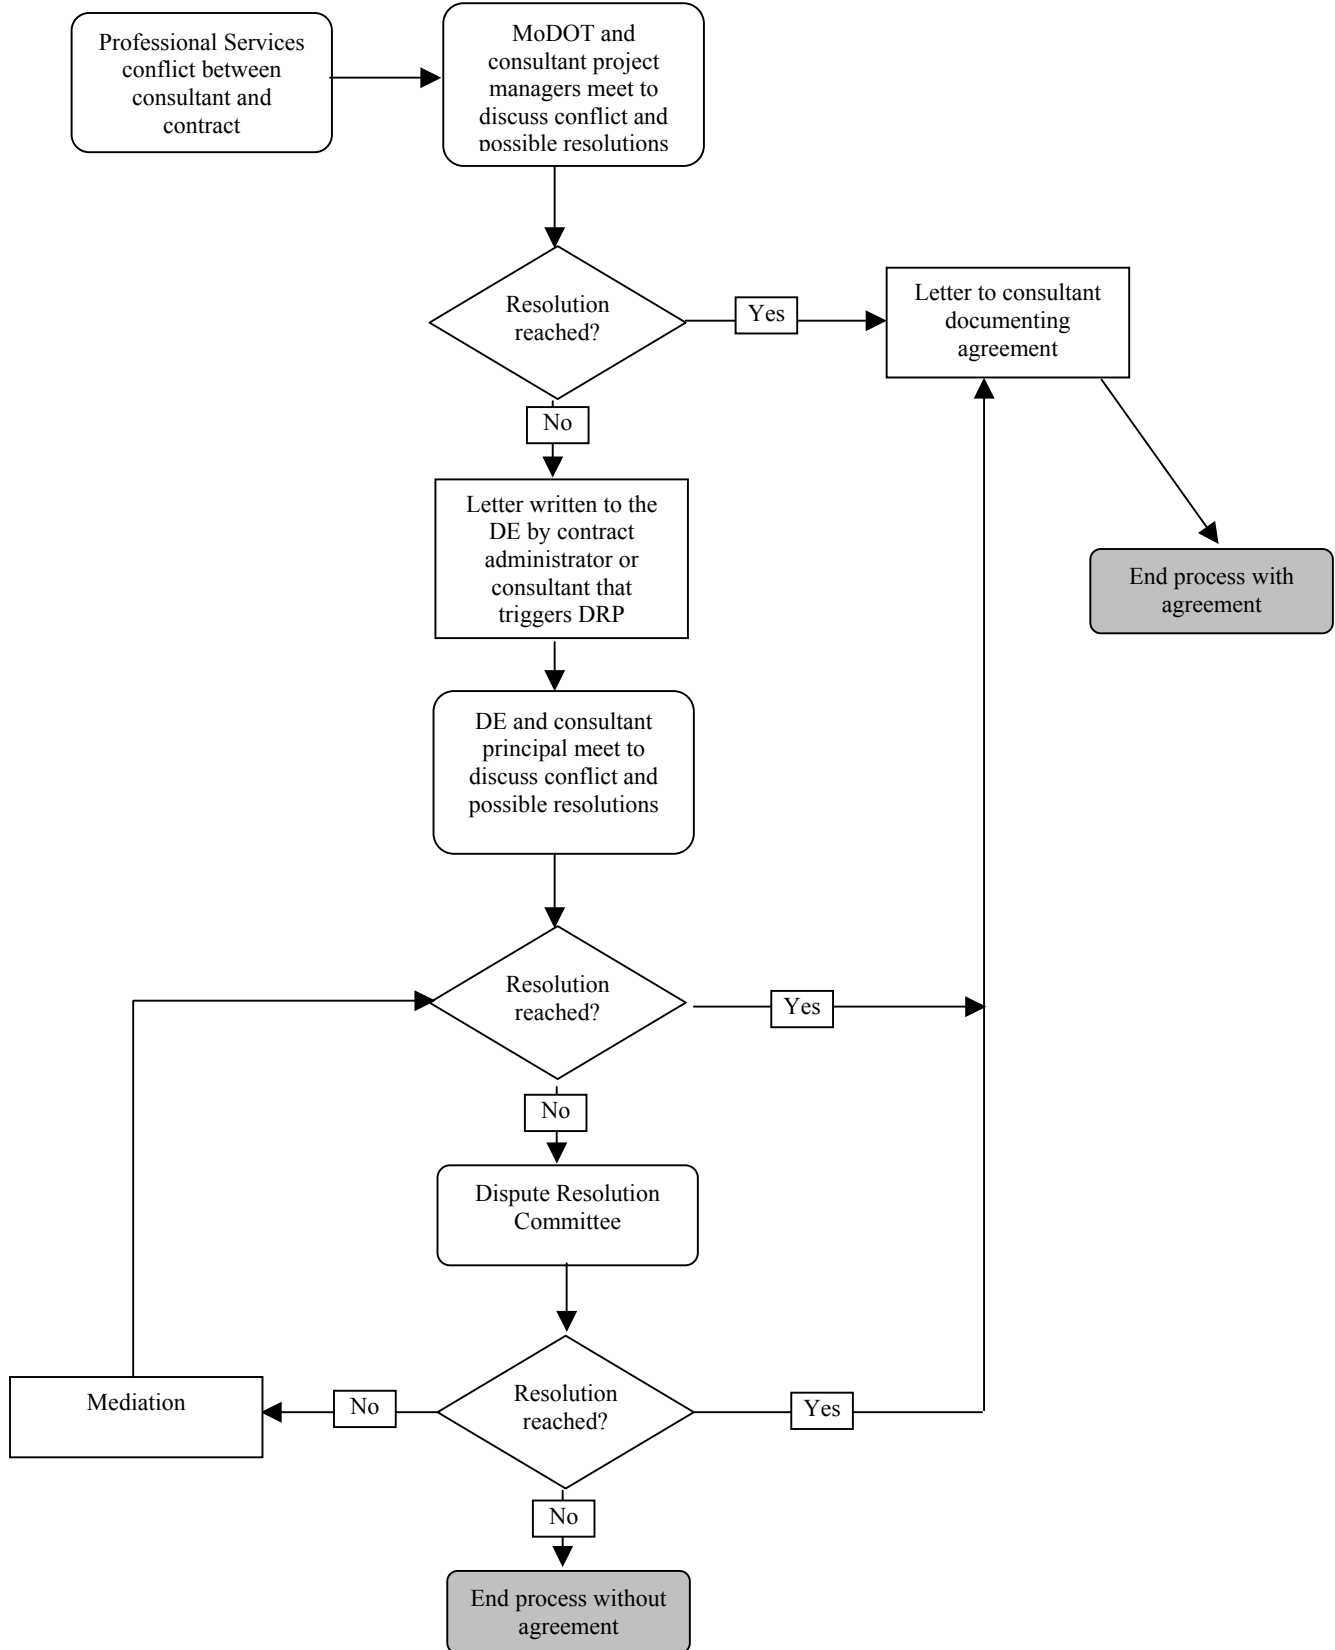 Professional Services
conflict between
consultant and
contract
MoDOT and
consultant project
managers meet to
discuss conflict and
possible resolutions
Resolution
reached?
Yes
Letter to consultant
documenting
agreement
No
End process with
agreement
Letter written to the
DE by contract
administrator or
consultant that
triggers DRP
DE and consultant
principal meet to
discuss conflict and
possible resolutions
Resolution
reached?
Yes
No
Dispute Resolution
Committee
Mediation
No
Resolution
reached?
Yes
No
End process without
agreement